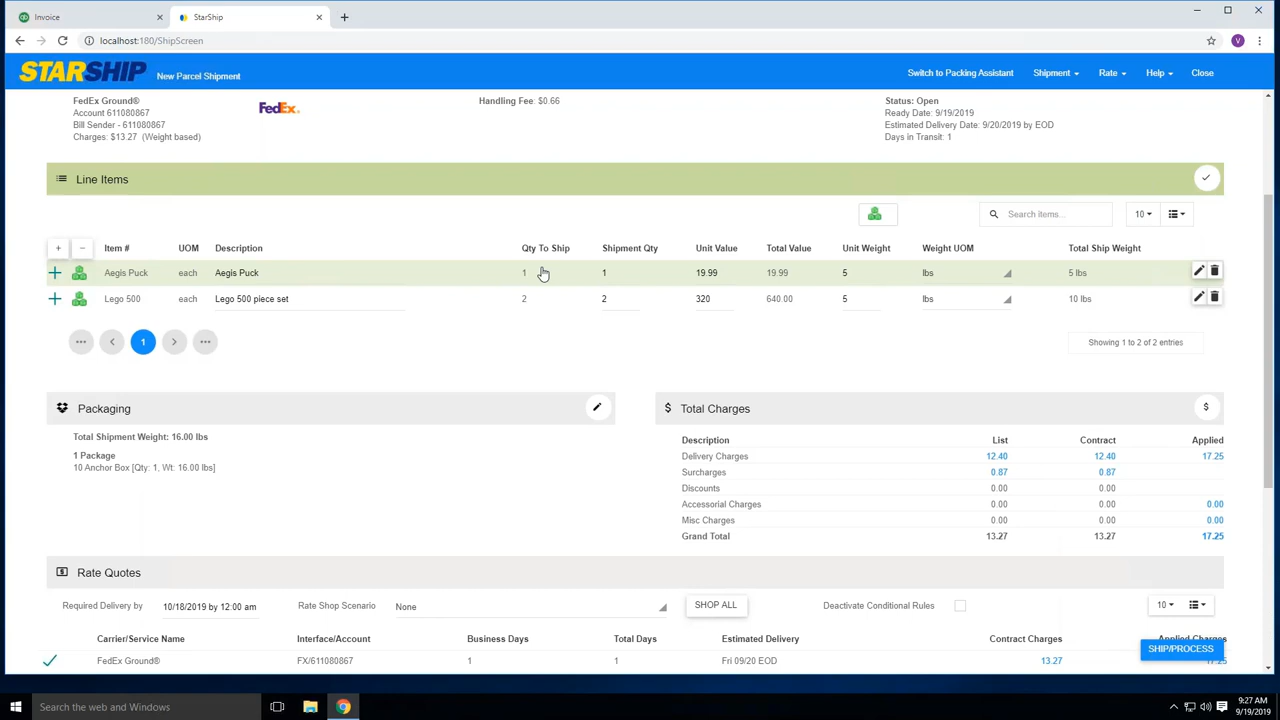 Invoice
StarShip
localhost:180/ShipScreen
V
STARSHIP New Parcel Shipment Switch to Packing Assistant Shipment Rate Help Close
FedEx Ground® FedEx. Handling Fee: $0.66 Status: Open
Account 611080867 Ready Date: 9/19/2019
Bill Sender - 611080867 Estimated Delivery Date: 9/20/2019 by EOD
Charges: $13.27 (Weight based) Days in Transit: 1
Line Items
Search items... 10
Item # UOM Description Qty To Ship Shipment Qty Unit Value Total Value Unit Weight Weight UOM Total Ship Weight
Aegis Puck each Aegis Puck 1 1 19.99 19.99 5 lbs 5 lbs
Lego 500 each Lego 500 piece set 2 2 320 640.00 5 lbs 10 lbs
1 Showing 1 to 2 of 2 entries
Packaging
Total Shipment Weight: 16.00 lbs
1 Package
10 Anchor Box [Qty: 1, Wt: 16.00 lbs]
Total Charges
Description List Contract Applied
Delivery Charges 12.40 12.40 17.25
Surcharges 0.87 0.87
Discounts 0.00 0.00
Accessorial Charges 0.00 0.00 0.00
Misc Charges 0.00 0.00 0.00
Grand Total 13.27 13.27 17.25
Rate Quotes
Required Delivery by 10/18/2019 by 12:00 am Rate Shop Scenario None SHOP ALL Deactivate Conditional Rules 10
Carrier/Service Name Interface/Account Business Days Total Days Estimated Delivery Contract Charges Applied Charges
SHIP/PROCESS
FedEx Ground® FX/611080867 1 1 Fri 09/20 EOD 13.27 17.25
Search the web and Windows
9:27 AM
9/19/2019